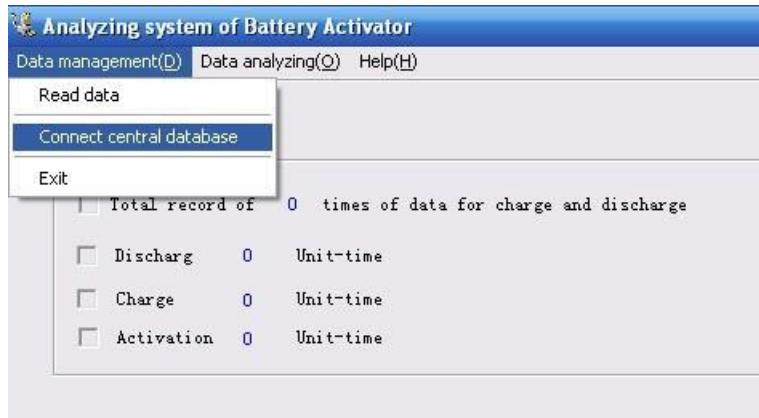 Analyzing system of Battery Activator
Data management(D) Data analyzing(O) Help(H)
Read data
Connect central database
Exit
Total record of 0 times of data for charge and discharge
Discharg 0 Unit-time
Charge 0 Unit-time
Activation 0 Unit-time